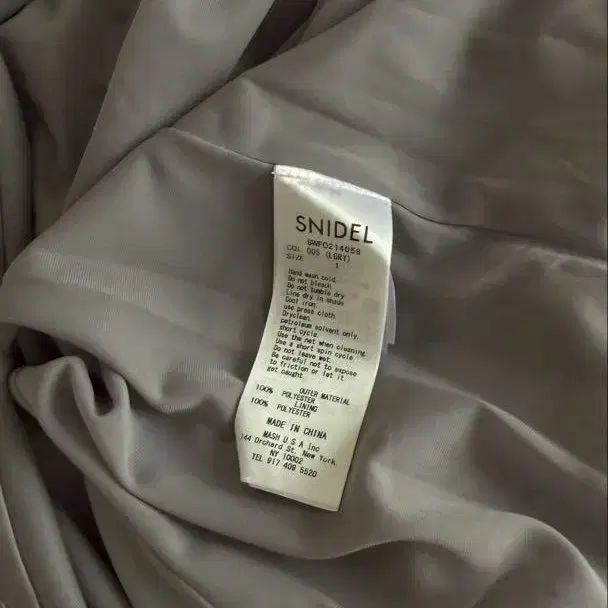 SNIDEL
SWFO214058
COL 005 (LGRY)
SIZE 1
Hand wash cold.
Do not bleach
Do not tumble dry
Line dry in shade
Cool iron.
use press cloth
Dryclean.
petroleum solvent only.
short cycle.
Use the net when cleaning.
Use a short spin cycle
Do not leave wet.
Be careful not to expose
to friction or let it
get caught.
OUTER MATERIAL
100% POLYESTER
LINING
100% POLYESTER
MADE IN CHINA
MASH U.S.A Inc
144 Orchard St. New York.
NY 10002
TEL 917 409 5520